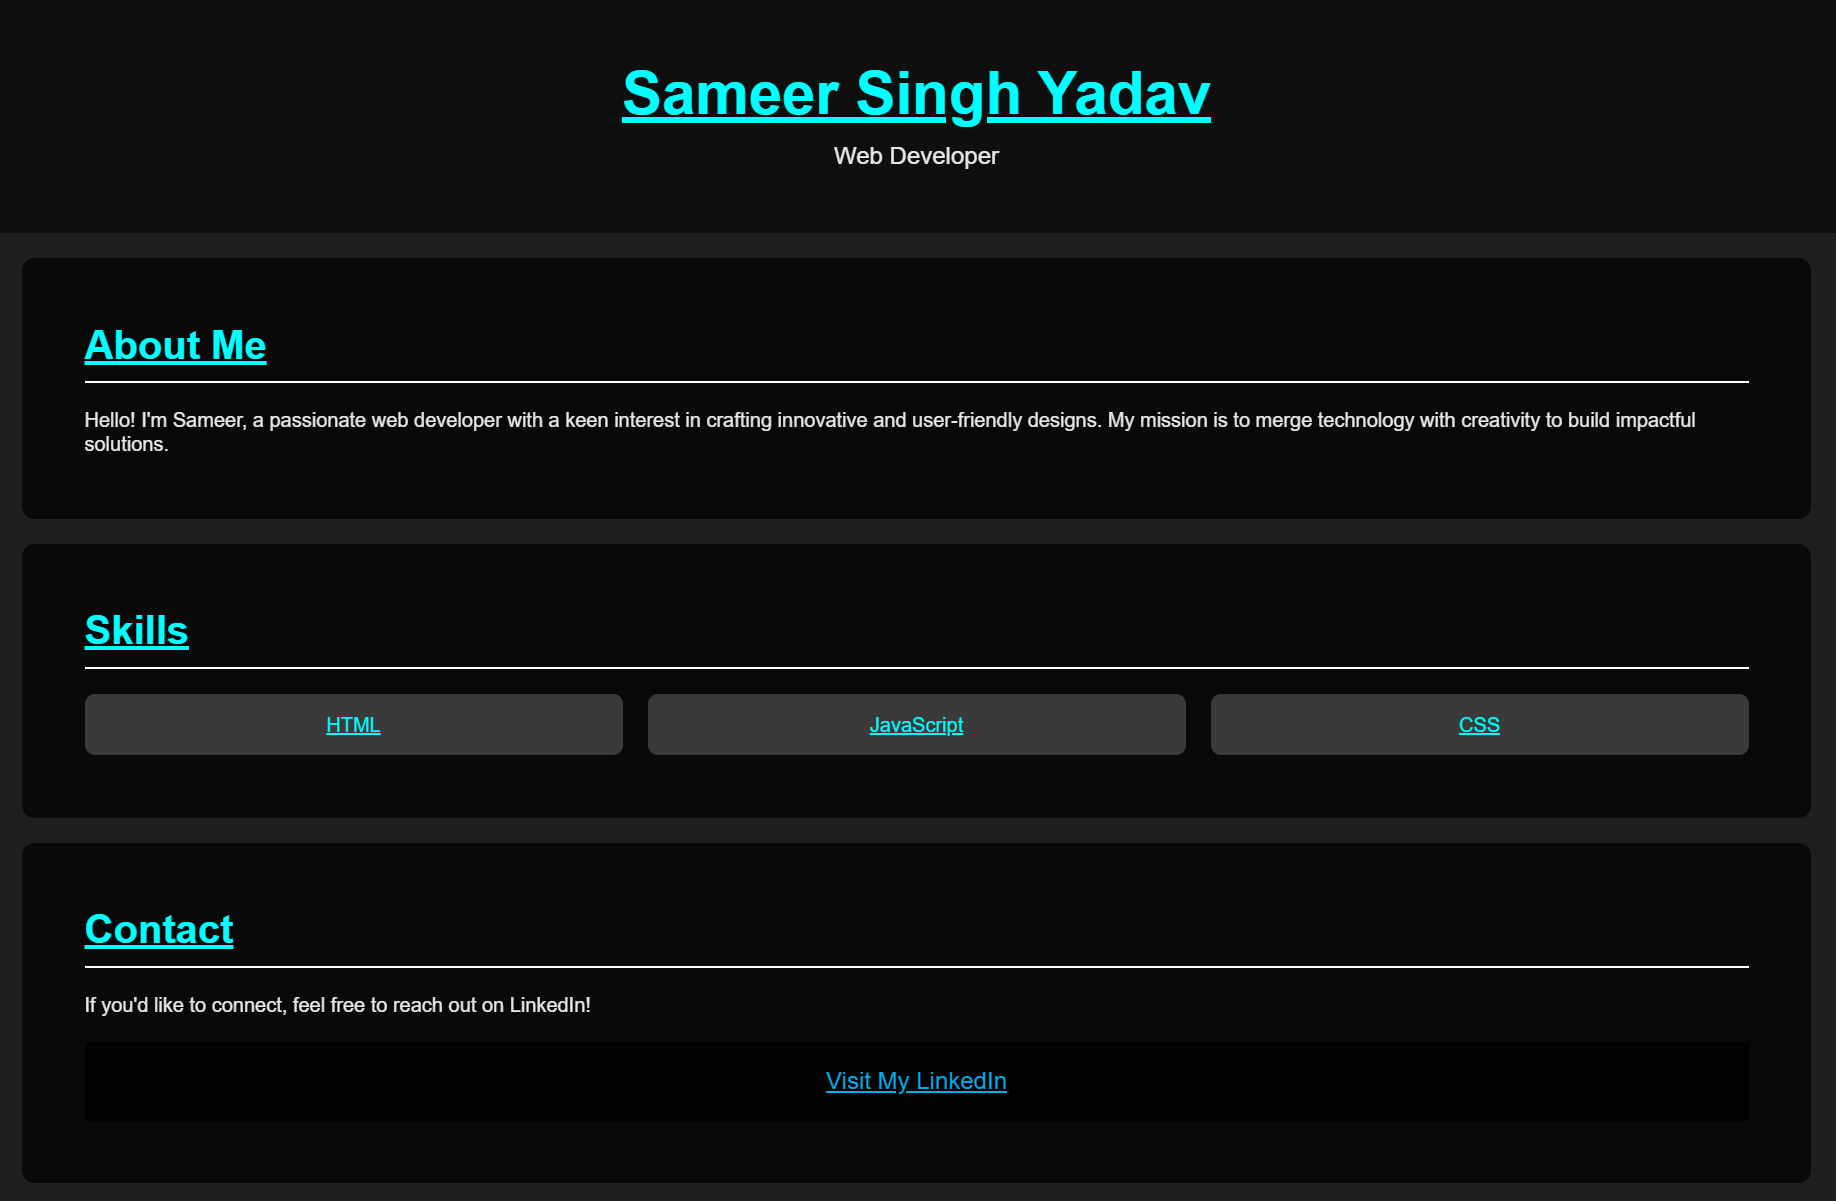 Sameer Singh Yadav
Web Developer
About Me
Hello! I'm Sameer, a passionate web developer with a keen interest in crafting innovative and user-friendly designs. My mission is to merge technology with creativity to build impactful
solutions.
Skills
HTML
JavaScript
CSS
Contact
If you'd like to connect, feel free to reach out on LinkedIn!
Visit My LinkedIn